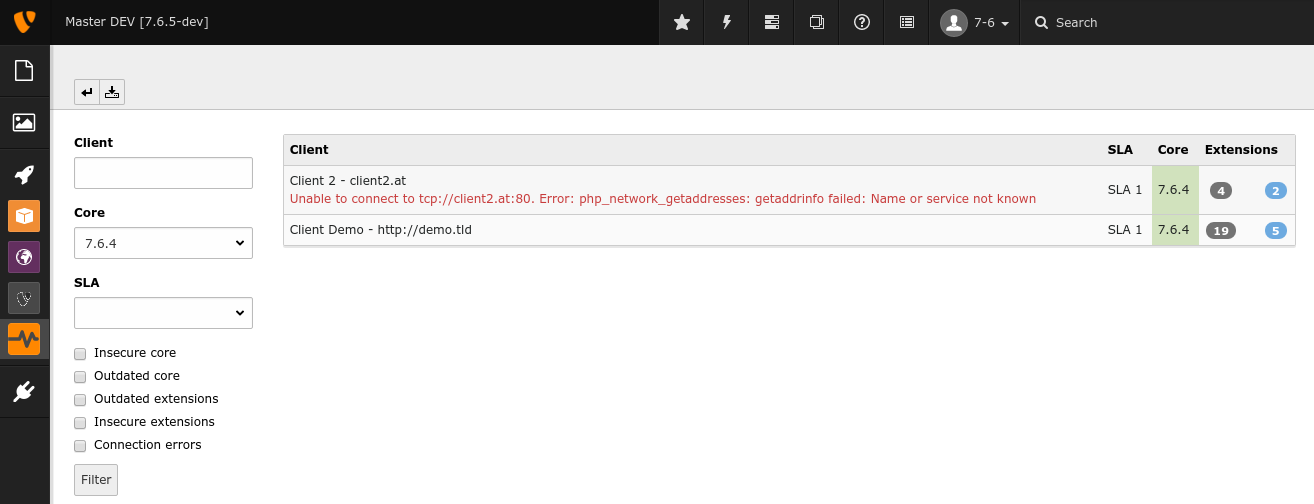 Master DEV [7.6.5-dev]
7-6
Search
Client
Core
7.6.4
SLA
Insecure core
Outdated core
Outdated extensions
Insecure extensions
Connection errors
Filter
Client SLA Core Extensions
Client 2 - client2.at
Unable to connect to tcp://client2.at:80. Error: php_network_getaddresses: getaddrinfo failed: Name or service not known
SLA 1 7.6.4 4 2
Client Demo - http://demo.tld SLA 1 7.6.4 19 5